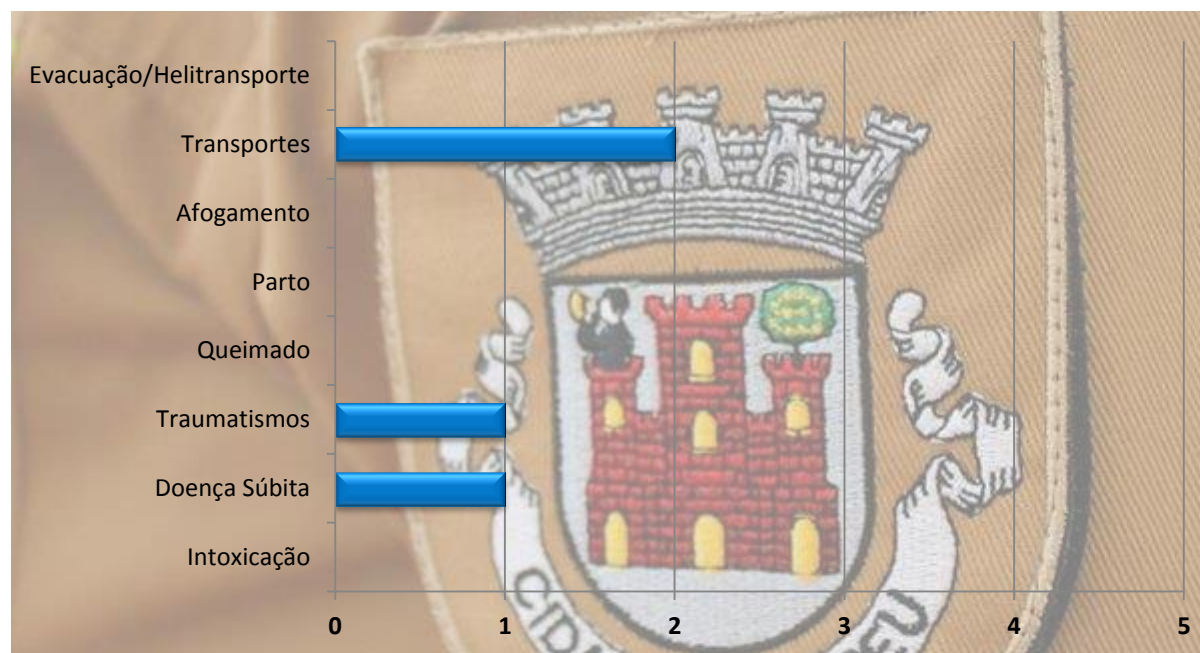 Evacuação/Helitransporte
Transportes
Afogamento
Parto
Queimado
Traumatismos
Doença Súbita
Intoxicação
0 1 2 3 4 5